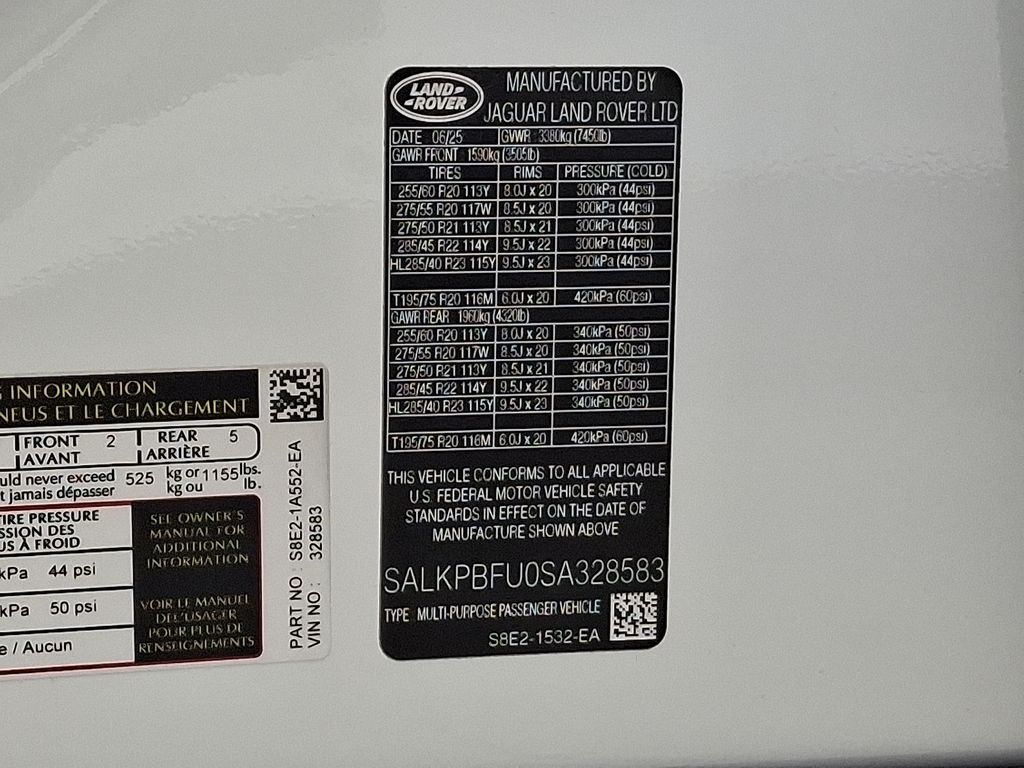 LAND-
-ROVER
MANUFACTURED BY
JAGUAR LAND ROVER LTD
DATE 06/25 GVWR 3380kg (7450lb)
GAWR FRONT 1590kg (3505lb)
TIRES RIMS PRESSURE (COLD)
255/60 R20 113Y 8.0J x 20 300kPa (44psi)
275/55 R20 117W 8.5J x 20 300kPa (44psi)
275/50 R21 113Y 8.5J x 21 300kPa (44psi)
285/45 R22 114Y 9.5J x 22 300kPa (44psi)
HL285/40 R23 115Y 9.5J x 23 300kPa (44psi)
T195/75 R20 116M 6.0J x 20 420kPa (60psi)
GAWR REAR 1960kg (4320lb)
255/60 R20 113Y 8.0J x 20 340kPa (50psi)
275/55 R20 117W 8.5J x 20 340kPa (50psi)
275/50 R21 113Y 8.5J x 21 340kPa (50psi)
285/45 R22 114Y 9.5J x 22 340kPa (50psi)
HL285/40 R23 115Y 9.5J x 23 340kPa (50psi)
T195/75 R20 116M 6.0J x 20 420kPa (60psi)
THIS VEHICLE CONFORMS TO ALL APPLICABLE
U.S. FEDERAL MOTOR VEHICLE SAFETY
STANDARDS IN EFFECT ON THE DATE OF
MANUFACTURE SHOWN ABOVE
SALKPBFU0SA328583
TYPE MULTI-PURPOSE PASSENGER VEHICLE
S8E2-1532-EA
INFORMATION
NEUS ET LE CHARGEMENT
FRONT 2 REAR 5
AVANT ARRIÈRE
uld never exceed 525 kg or 1155 lbs.
t jamais dépasser kg ou lb.
TIRE PRESSURE
SSION DES
US À FROID
kPa 44 psi
kPa 50 psi
e / Aucun
SEE OWNER'S
MANUAL FOR
ADDITIONAL
INFORMATION
VOIR LE MANUEL
DE L'USAGER
POUR PLUS DE
RENSEIGNEMENTS
PART NO : S8E2-1A552-EA
VIN NO : 328583